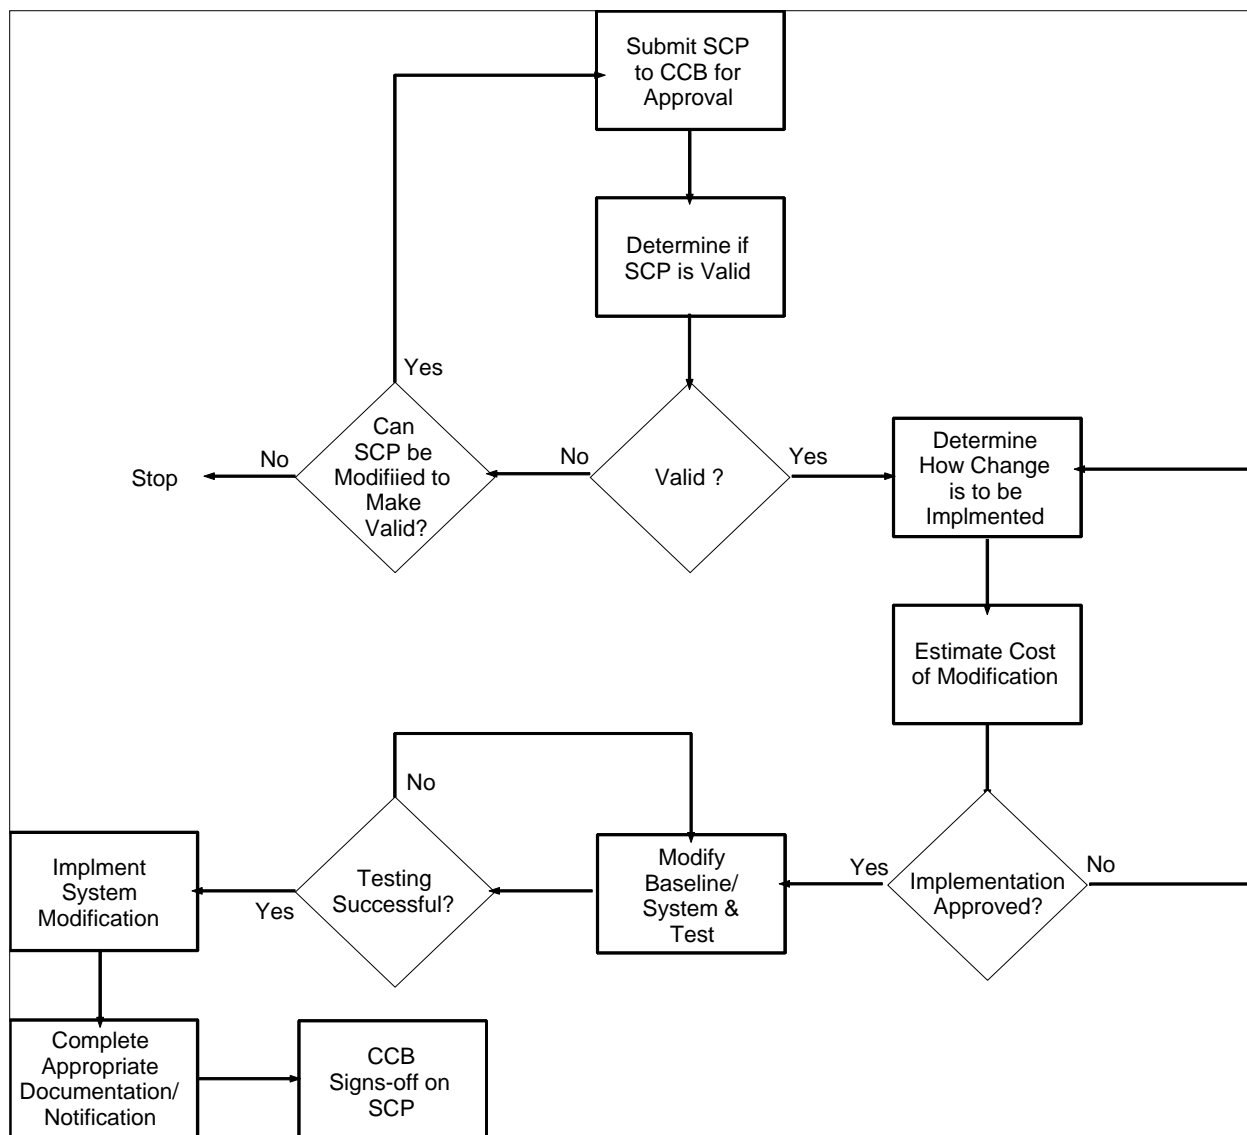 Submit SCP
to CCB for
Approval
Determine if
SCP is Valid
Yes
Can
SCP be
Modifiied to
Make
Valid?
No
Stop
No
Valid ?
Yes
Determine
How Change
is to be
Implmented
Estimate Cost
of Modification
No
Implment
System
Modification
Yes
Testing
Successful?
Modify
Baseline/
System &
Test
Yes
Implementation
Approved?
No
Complete
Appropriate
Documentation/
Notification
CCB
Signs-off on
SCP